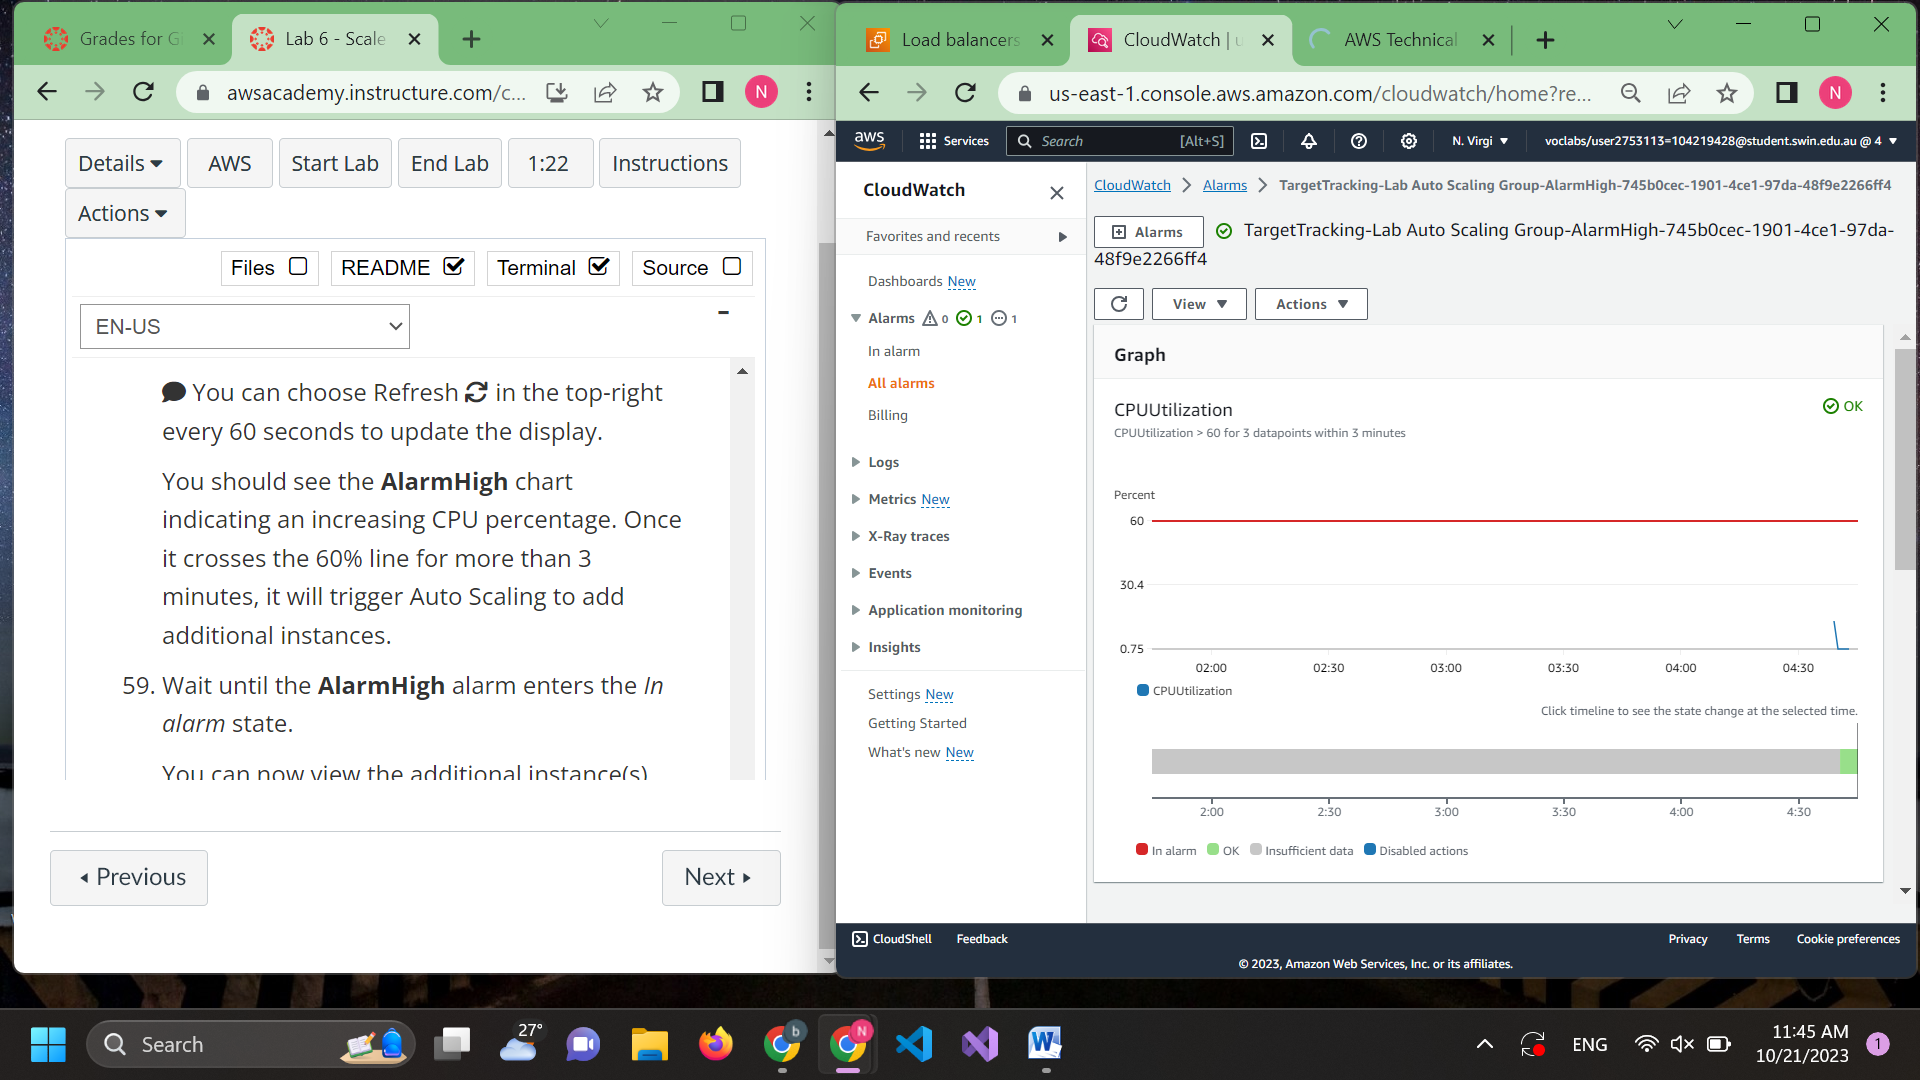 Grades for Gi
Lab 6 - Scale
awsacademy.instructure.com/c...
N
Details
AWS
Start Lab
End Lab
1:22
Instructions
Actions
Files
README
Terminal
Source
EN-US
You can choose Refresh in the top-right
every 60 seconds to update the display.
You should see the AlarmHigh chart
indicating an increasing CPU percentage. Once
it crosses the 60% line for more than 3
minutes, it will trigger Auto Scaling to add
additional instances.
59. Wait until the AlarmHigh alarm enters the In
alarm state.
You can now view the additional instance(s)
Previous
Next
Load balancers
CloudWatch | u
AWS Technical
us-east-1.console.aws.amazon.com/cloudwatch/home?re...
N
aws
Services
Search
[Alt+S]
N. Virgi
voclabs/user2753113=104219428@student.swin.edu.au @ 4
CloudWatch
Favorites and recents
Dashboards New
Alarms 0 1 1
In alarm
All alarms
Billing
Logs
Metrics New
X-Ray traces
Events
Application monitoring
Insights
Settings New
Getting Started
What's new New
CloudWatch
Alarms
TargetTracking-Lab Auto Scaling Group-AlarmHigh-745b0cec-1901-4ce1-97da-48f9e2266ff4
Alarms
TargetTracking-Lab Auto Scaling Group-AlarmHigh-745b0cec-1901-4ce1-97da-
48f9e2266ff4
View
Actions
Graph
CPUUtilization
OK
CPUUtilization > 60 for 3 datapoints within 3 minutes
Percent
60
30.4
0.75
02:00
02:30
03:00
03:30
04:00
04:30
CPUUtilization
Click timeline to see the state change at the selected time.
2:00
2:30
3:00
3:30
4:00
4:30
In alarm
OK
Insufficient data
Disabled actions
CloudShell
Feedback
Privacy
Terms
Cookie preferences
© 2023, Amazon Web Services, Inc. or its affiliates.
Search
27°
b
N
W
ENG
11:45 AM
10/21/2023
1